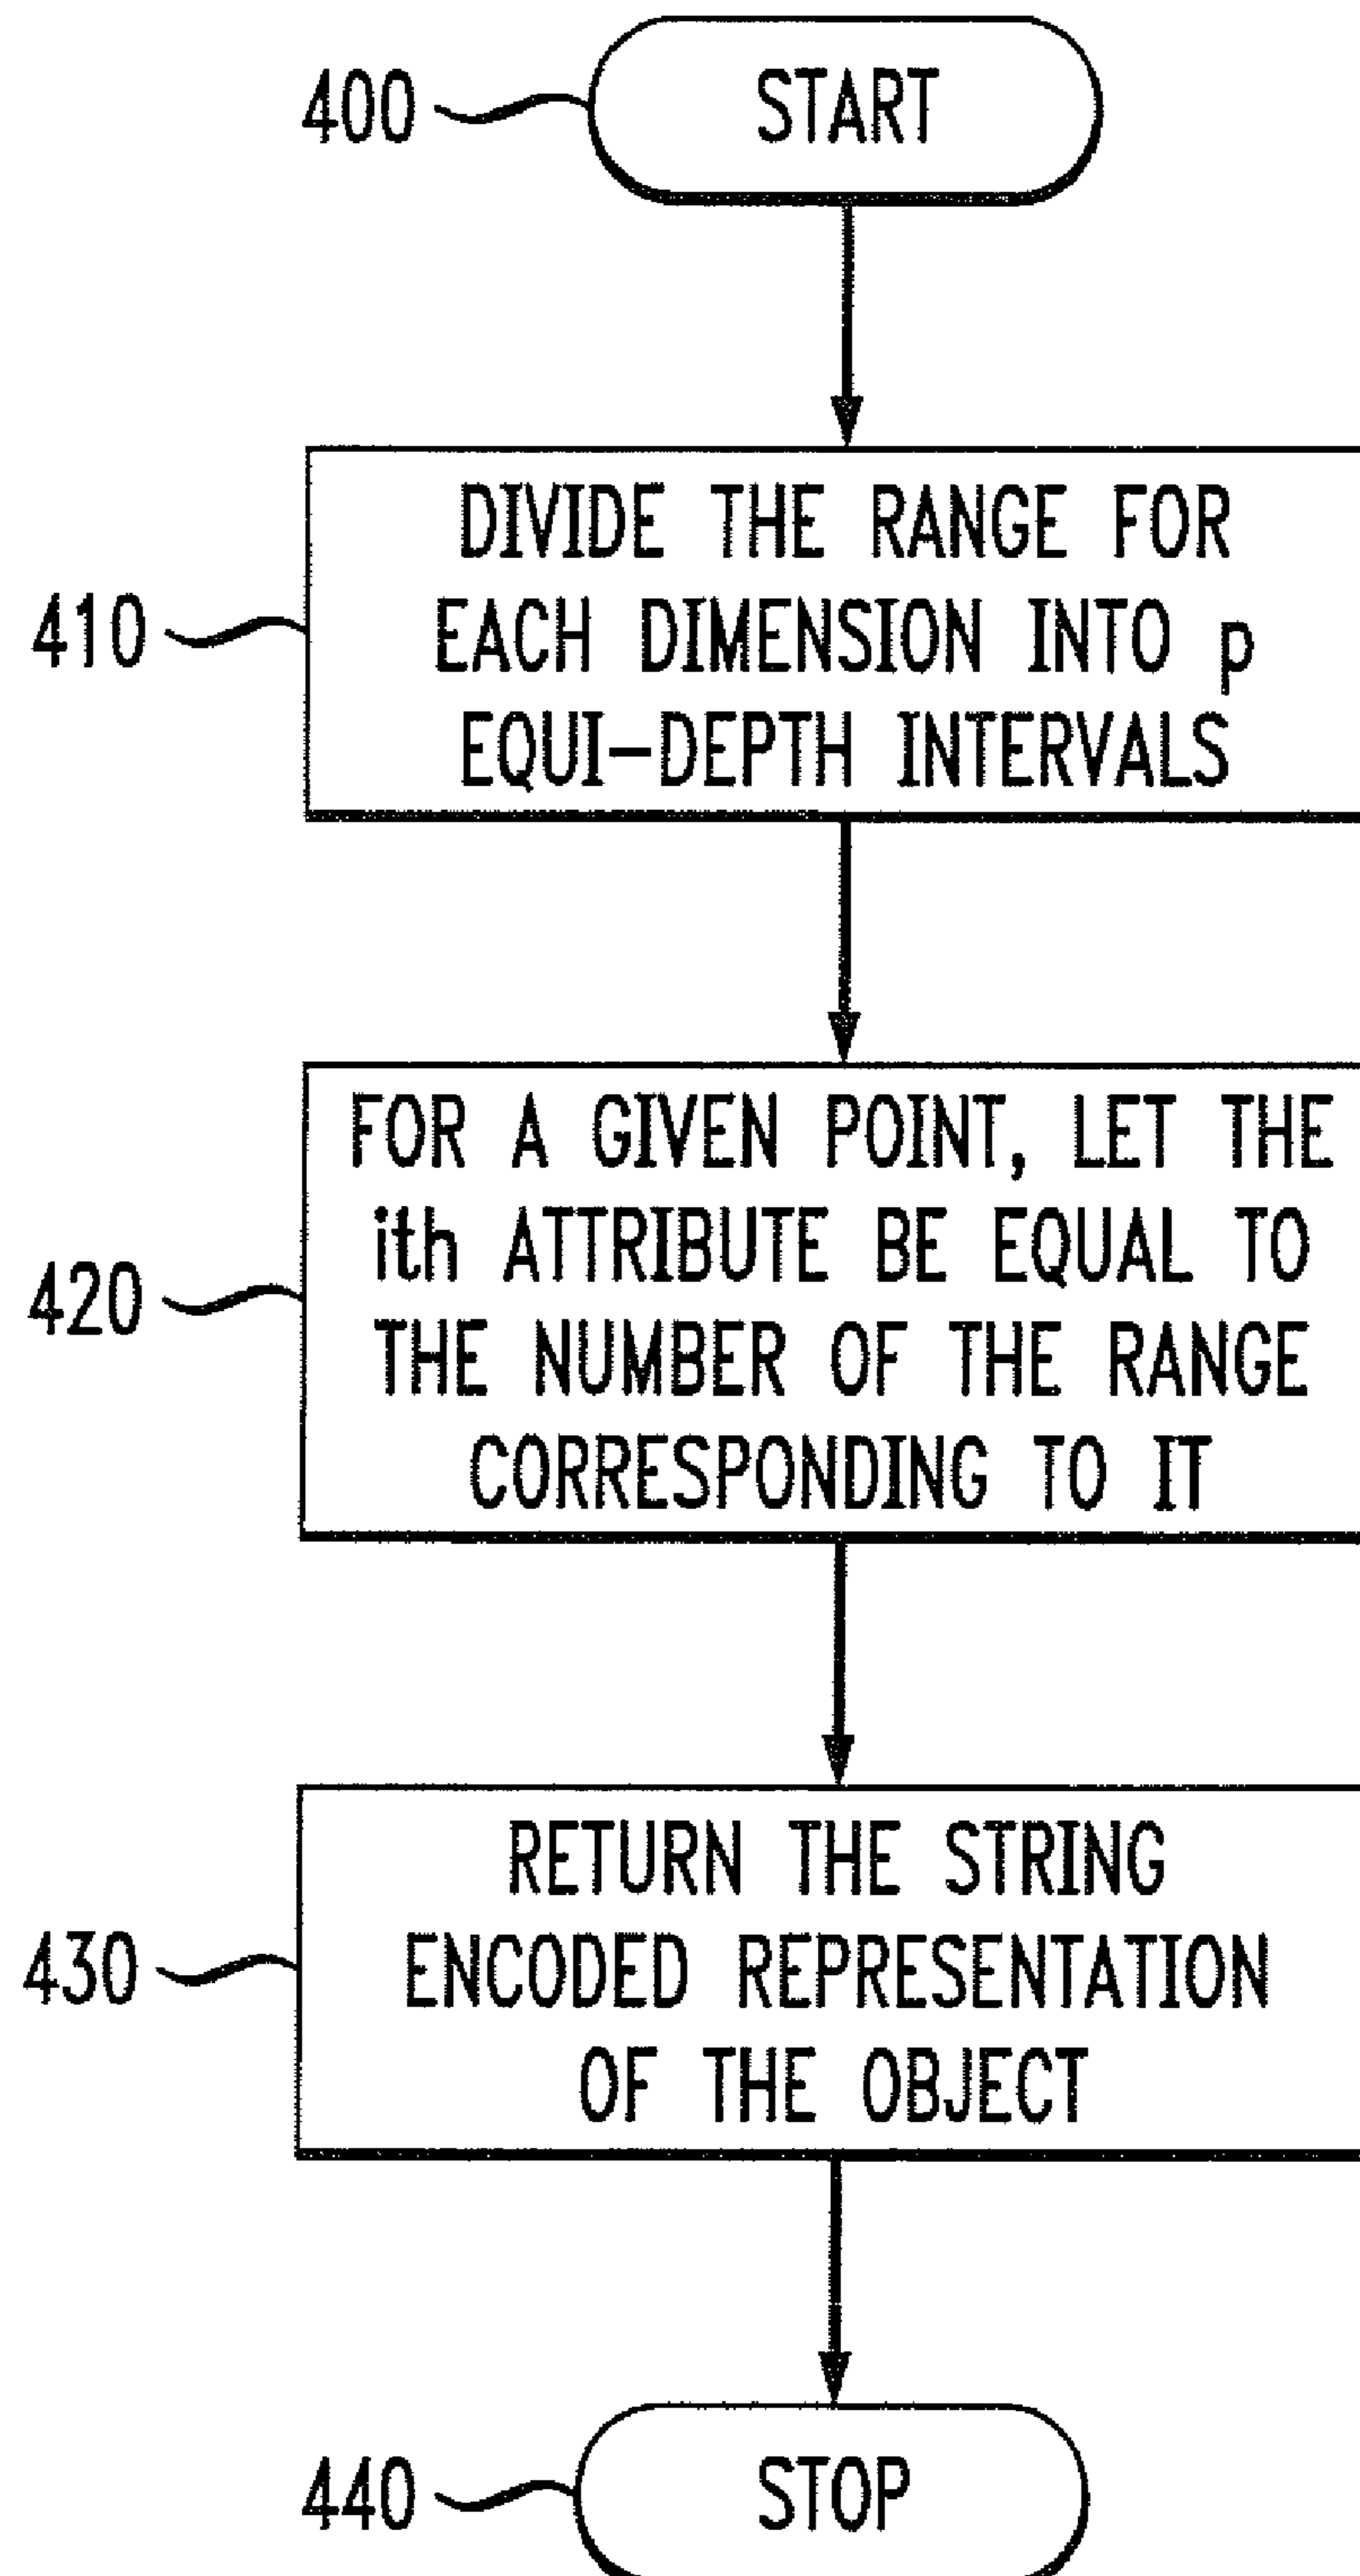 400 START
410
DIVIDE THE RANGE FOR
EACH DIMENSION INTO p
EQUI-DEPTH INTERVALS
420
FOR A GIVEN POINT, LET THE
ith ATTRIBUTE BE EQUAL TO
THE NUMBER OF THE RANGE
CORRESPONDING TO IT
430
RETURN THE STRING
ENCODED REPRESENTATION
OF THE OBJECT
440 STOP